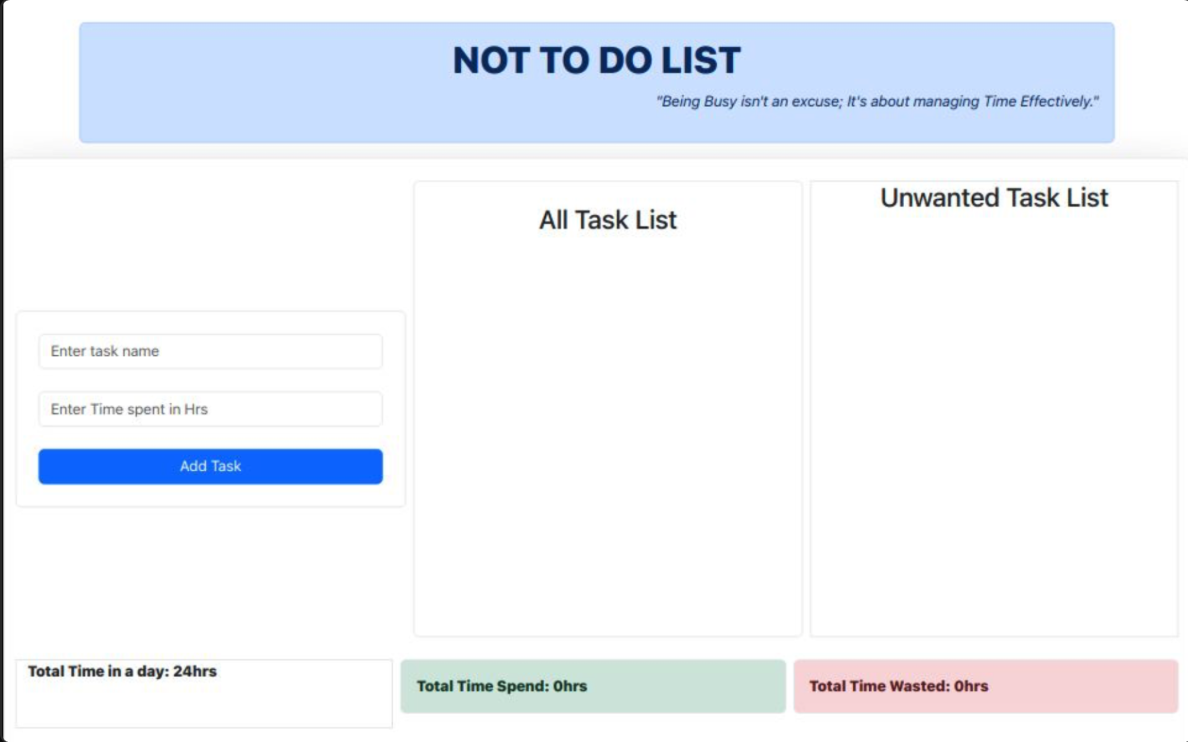 NOT TO DO LIST
"Being Busy isn't an excuse; It's about managing Time Effectively."
Enter task name
Enter Time spent in Hrs
Add Task
All Task List
Unwanted Task List
Total Time in a day: 24hrs
Total Time Spend: 0hrs
Total Time Wasted: 0hrs